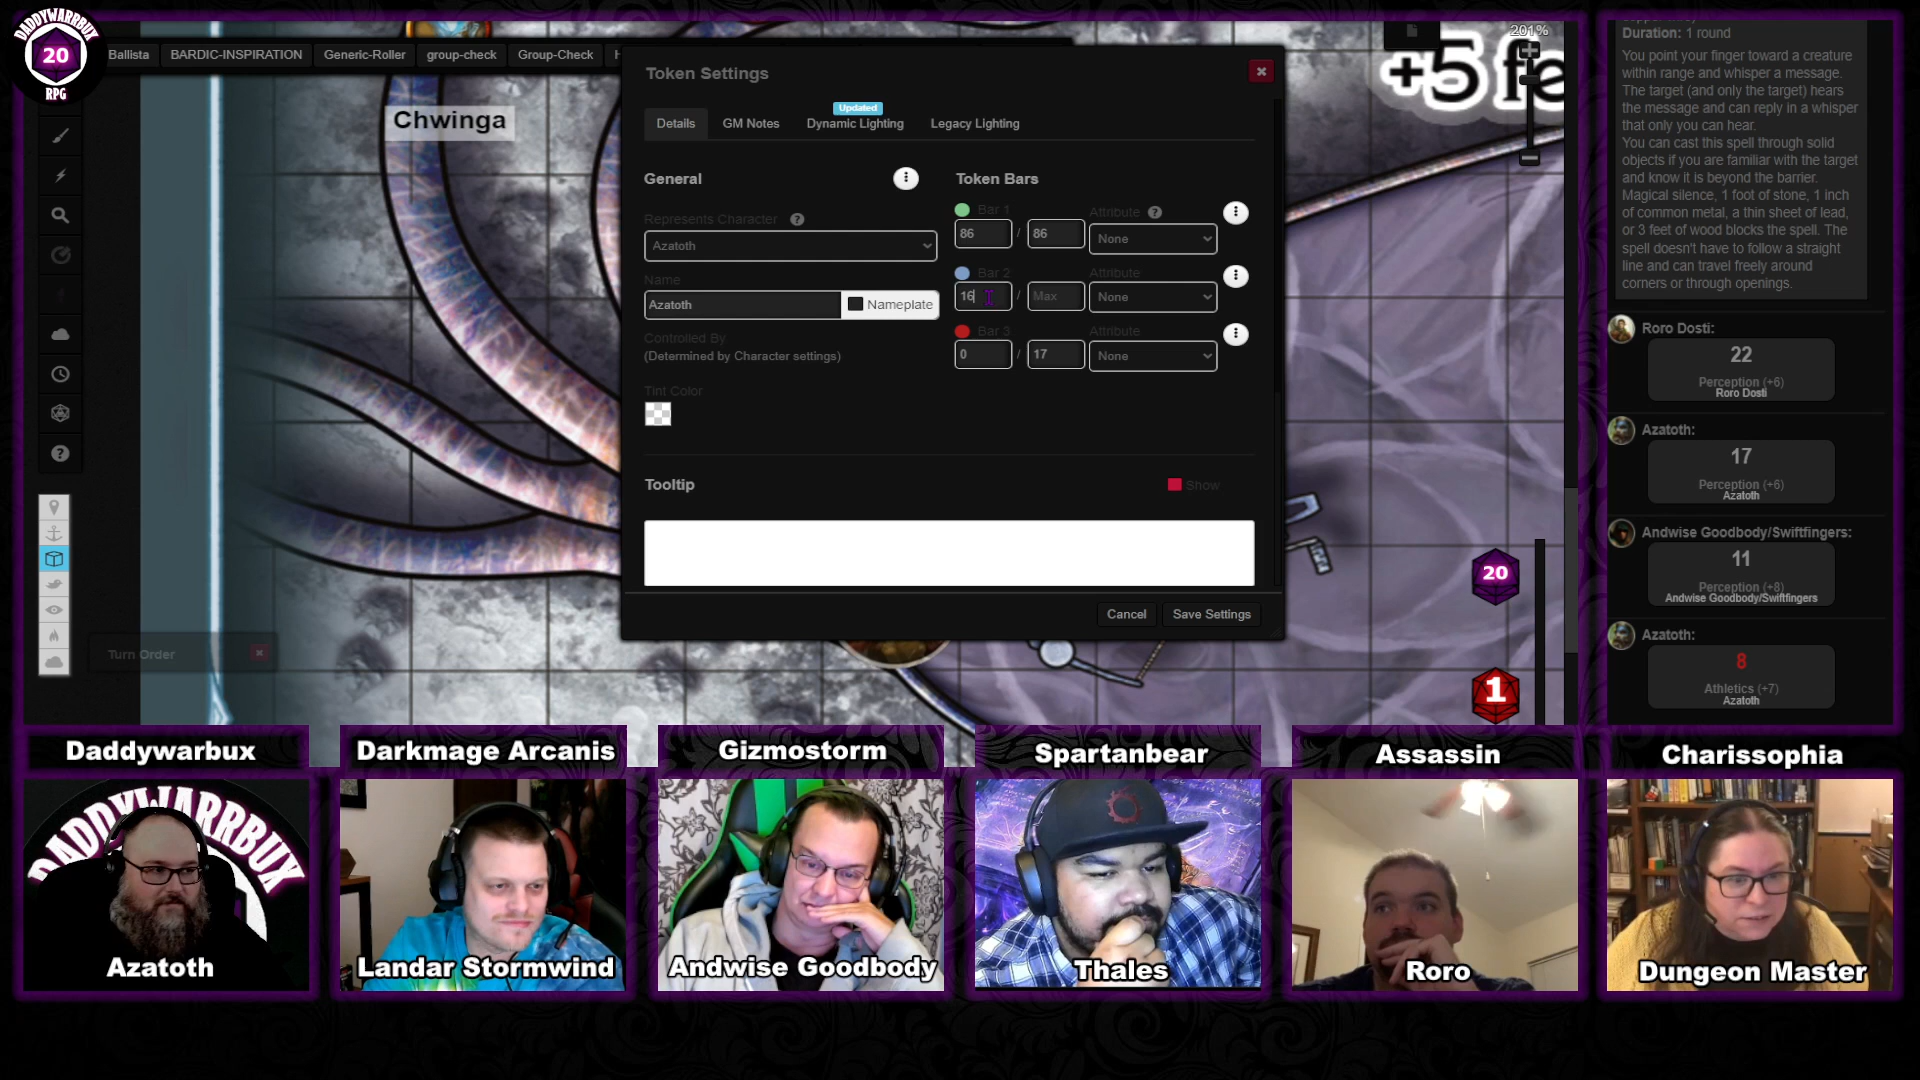 DADDYWARRBUX
20
RPG
Ballista
BARDIC-INSPIRATION
Generic-Roller
group-check
Group-Check
H
Chwinga
Token Settings
Details
GM Notes
Updated
Dynamic Lighting
Legacy Lighting
General
Represents Character
Azatoth
Name
Azatoth
Nameplate
Controlled By
(Determined by Character settings)
Tint Color
Token Bars
Bar 1
Attribute
86 / 86
None
Bar 2
Attribute
16 / Max
None
Bar 3
Attribute
0 / 17
None
Tooltip
Show
Cancel
Save Settings
Turn Order
201%
+5 fe
20
1
Duration: 1 round
You point your finger toward a creature
within range and whisper a message.
The target (and only the target) hears
the message and can reply in a whisper
that only you can hear.
You can cast this spell through solid
objects if you are familiar with the target
and know it is beyond the barrier.
Magical silence, 1 foot of stone, 1 inch
of common metal, a thin sheet of lead,
or 3 feet of wood blocks the spell. The
spell doesn't have to follow a straight
line and can travel freely around
corners or through openings.
Roro Dosti:
22
Perception (+6)
Roro Dosti
Azatoth:
17
Perception (+6)
Azatoth
Andwise Goodbody/Swiftfingers:
11
Perception (+8)
Andwise Goodbody/Swiftfingers
Azatoth:
8
Athletics (+7)
Azatoth
Daddywarbux
Darkmage Arcanis
Gizmostorm
Spartanbear
Assassin
Charissophia
DADDYWARRBUX
Azatoth
Landar Stormwind
Andwise Goodbody
Thales
Roro
Dungeon Master